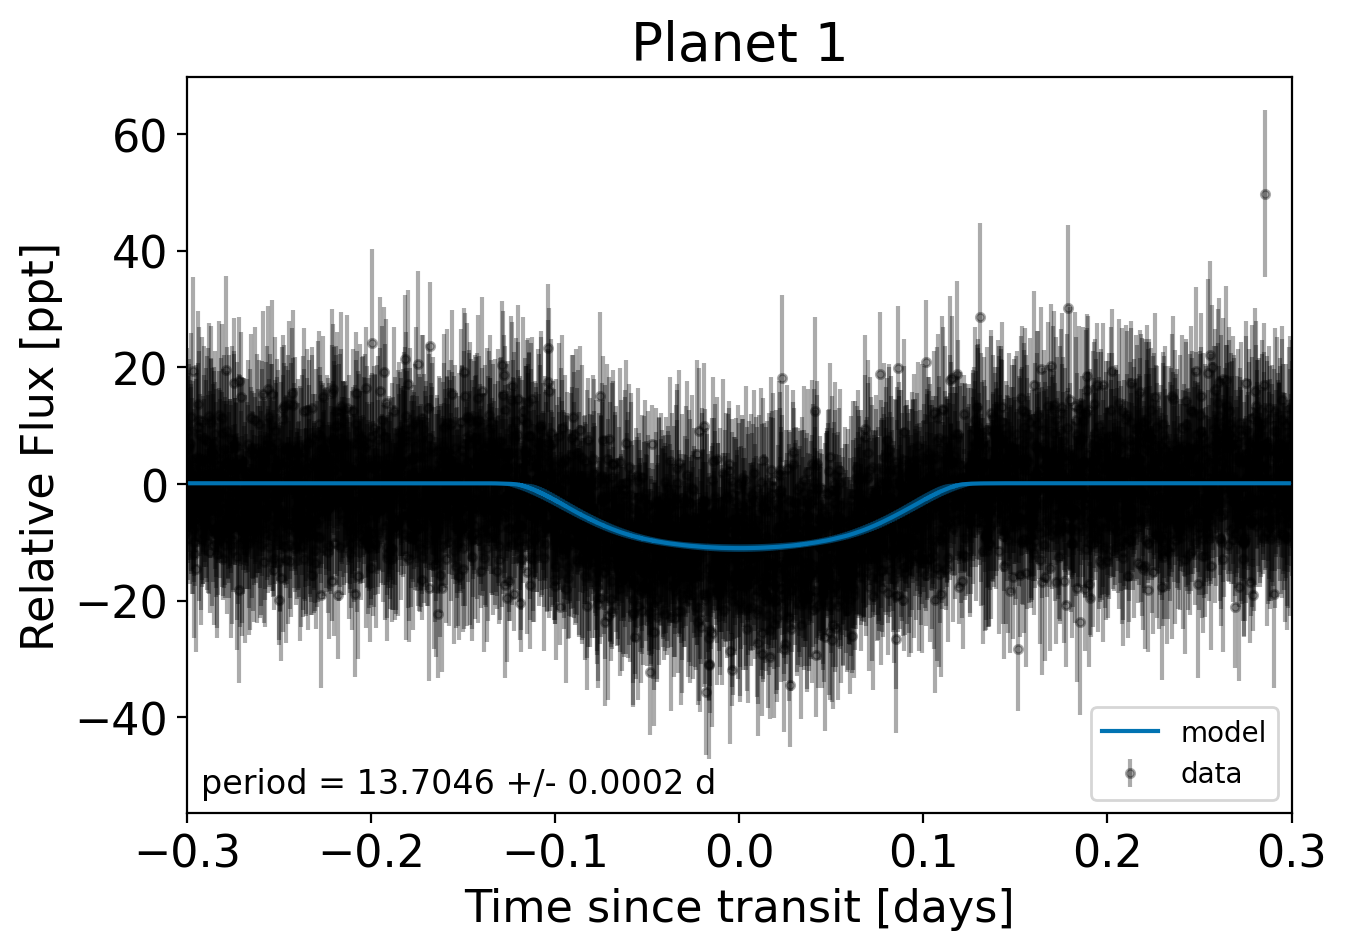 Planet 1
Relative Flux [ppt]
60
40
20
0
−20
−40
model
data
period = 13.7046 +/- 0.0002 d
−0.3 −0.2 −0.1 0.0 0.1 0.2 0.3
Time since transit [days]